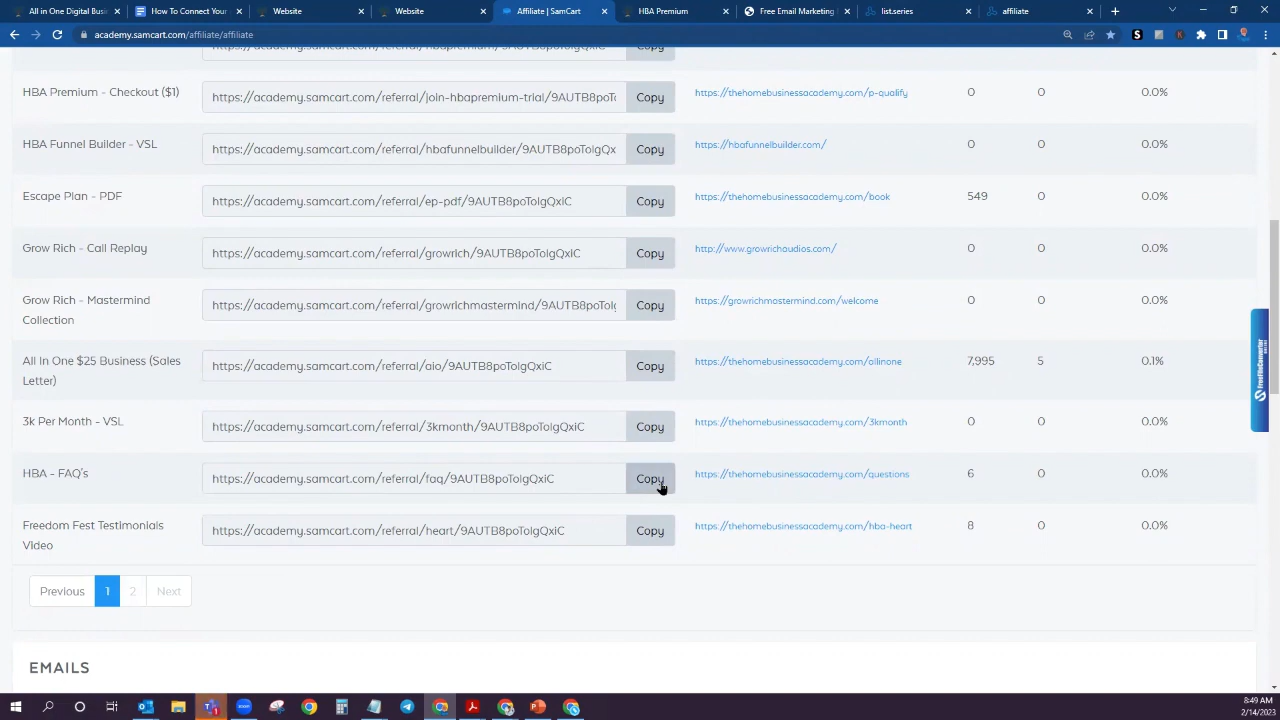 All in One Digital Busin
How To Connect Your
Website
Website
Affiliate | SamCart
HBA Premium
Free Email Marketing
list.series
affiliate
academy.samcart.com/affiliate/affiliate
HBA Premium - Checkout ($1)
https://academy.samcart.com/referral/join-hbapremium-trial/9AUTB8poTo
Copy
https://thehomebusinessacademy.com/p-qualify
0
0
0.0%
HBA Funnel Builder - VSL
https://academy.samcart.com/referral/hbafunnelbuilder/9AUTB8poTolgQx
Copy
https://hbafunnelbuilder.com/
0
0
0.0%
Escape Plan - PDF
https://academy.samcart.com/referral/ep-pdf/9AUTB8poTolgQxiC
Copy
https://thehomebusinessacademy.com/book
549
0
0.0%
Grow Rich - Call Replay
https://academy.samcart.com/referral/growrich/9AUTB8poTolgQxiC
Copy
http://www.growrichaudios.com/
0
0
0.0%
Grow Rich - Mastermind
Collection
https://academy.samcart.com/referral/growrichmastermind/9AUTB8poTolg
Copy
https://growrichmastermind.com/welcome
0
0
0.0%
All In One $25 Business (Sales
Letter)
https://academy.samcart.com/referral/aio/9AUTB8poTolgQxiC
Copy
https://thehomebusinessacademy.com/allinone
7,995
5
0.1%
3k Per Month - VSL
https://academy.samcart.com/referral/3kmonth/9AUTB8poTolgQxiC
Copy
https://thehomebusinessacademy.com/3kmonth
0
0
0.0%
HBA - FAQ's
https://academy.samcart.com/referral/faq/9AUTB8poTolgQxiC
Copy
https://thehomebusinessacademy.com/questions
6
0
0.0%
Freedom Fest Testimonials
Video
https://academy.samcart.com/referral/heart/9AUTB8poTolgQxiC
Copy
https://thehomebusinessacademy.com/hba-heart
8
0
0.0%
FreeFileConverter
Previous
1
2
Next
EMAILS
8:49 AM
2/14/2023